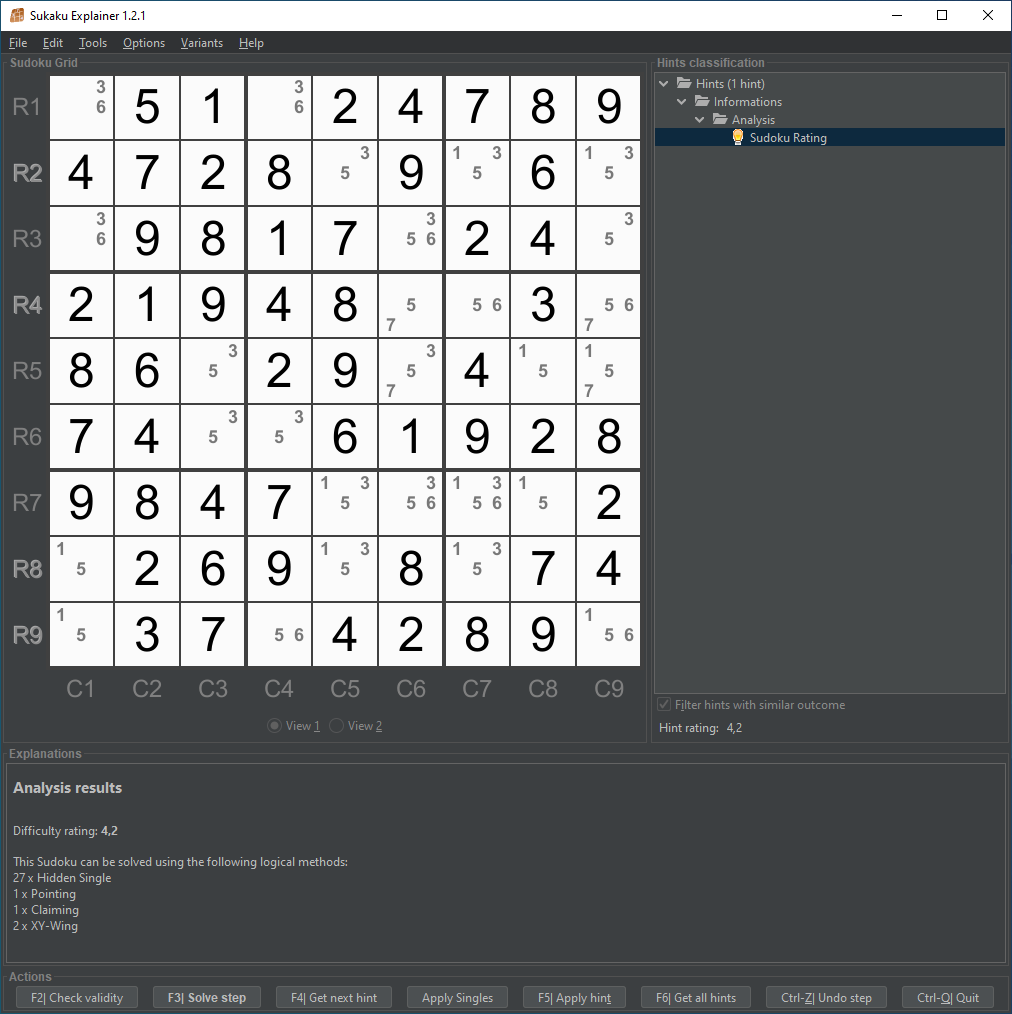 Sukaku Explainer 1.2.1
File Edit Tools Options Variants Help
Sudoku Grid
R1 3 6 5 1 3 6 2 4 7 8 9
R2 4 7 2 8 3 5 9 1 3 5 6 1 3 5
R3 3 6 9 8 1 7 3 5 6 2 4 3 5
R4 2 1 9 4 8 5 7 5 6 3 5 6 7
R5 8 6 3 5 2 9 3 5 7 4 1 5 1 5 7
R6 7 4 3 5 3 5 6 1 9 2 8
R7 9 8 4 7 1 3 5 3 5 6 1 3 5 6 1 5 2
R8 1 5 2 6 9 1 3 5 8 1 3 5 7 4
R9 1 5 3 7 5 6 4 2 8 9 1 5 6
C1 C2 C3 C4 C5 C6 C7 C8 C9
View 1 View 2
Hints classification
Hints (1 hint)
Informations
Analysis
Sudoku Rating
Filter hints with similar outcome
Hint rating: 4,2
Explanations
Analysis results
Difficulty rating: 4,2
This Sudoku can be solved using the following logical methods:
27 x Hidden Single
1 x Pointing
1 x Claiming
2 x XY-Wing
Actions
F2| Check validity F3| Solve step F4| Get next hint Apply Singles F5| Apply hint F6| Get all hints Ctrl-Z| Undo step Ctrl-Q| Quit